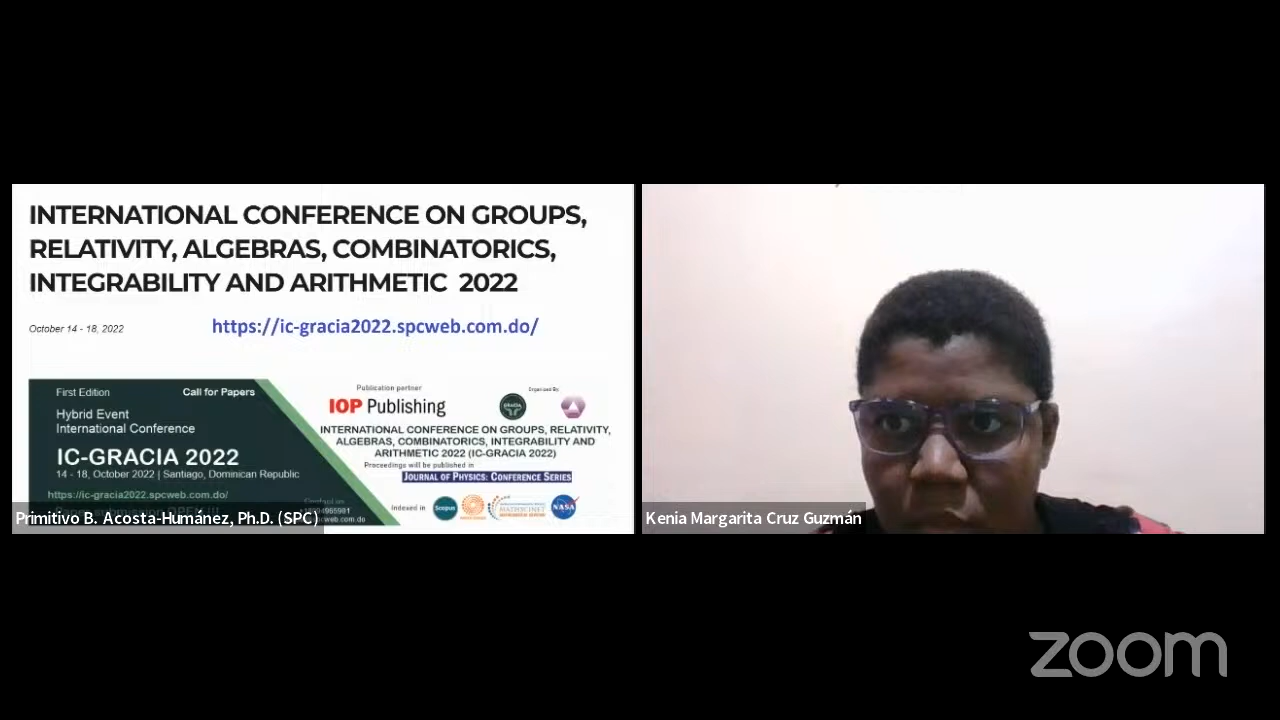 INTERNATIONAL CONFERENCE ON GROUPS,
RELATIVITY, ALGEBRAS, COMBINATORICS,
INTEGRABILITY AND ARITHMETIC 2022
October 14 - 18, 2022
https://ic-gracia2022.spcweb.com.do/
First Edition
Call for Papers
Hybrid Event
International Conference
IC-GRACIA 2022
14 - 18, October 2022 | Santiago, Dominican Republic
https://ic-gracia2022.spcweb.com.do/
Publication partner
Organized By
IOP Publishing
GRACIA
INTERNATIONAL CONFERENCE ON GROUPS, RELATIVITY,
ALGEBRAS, COMBINATORICS, INTEGRABILITY AND
ARITHMETIC 2022 (IC-GRACIA 2022)
Proceedings will be published in
JOURNAL OF PHYSICS: CONFERENCE SERIES
Indexed in
Scopus
MATHSCINET
NASA
Primitivo B. Acosta-Humánez, Ph.D. (SPC)
Kenia Margarita Cruz Guzmán
zoom